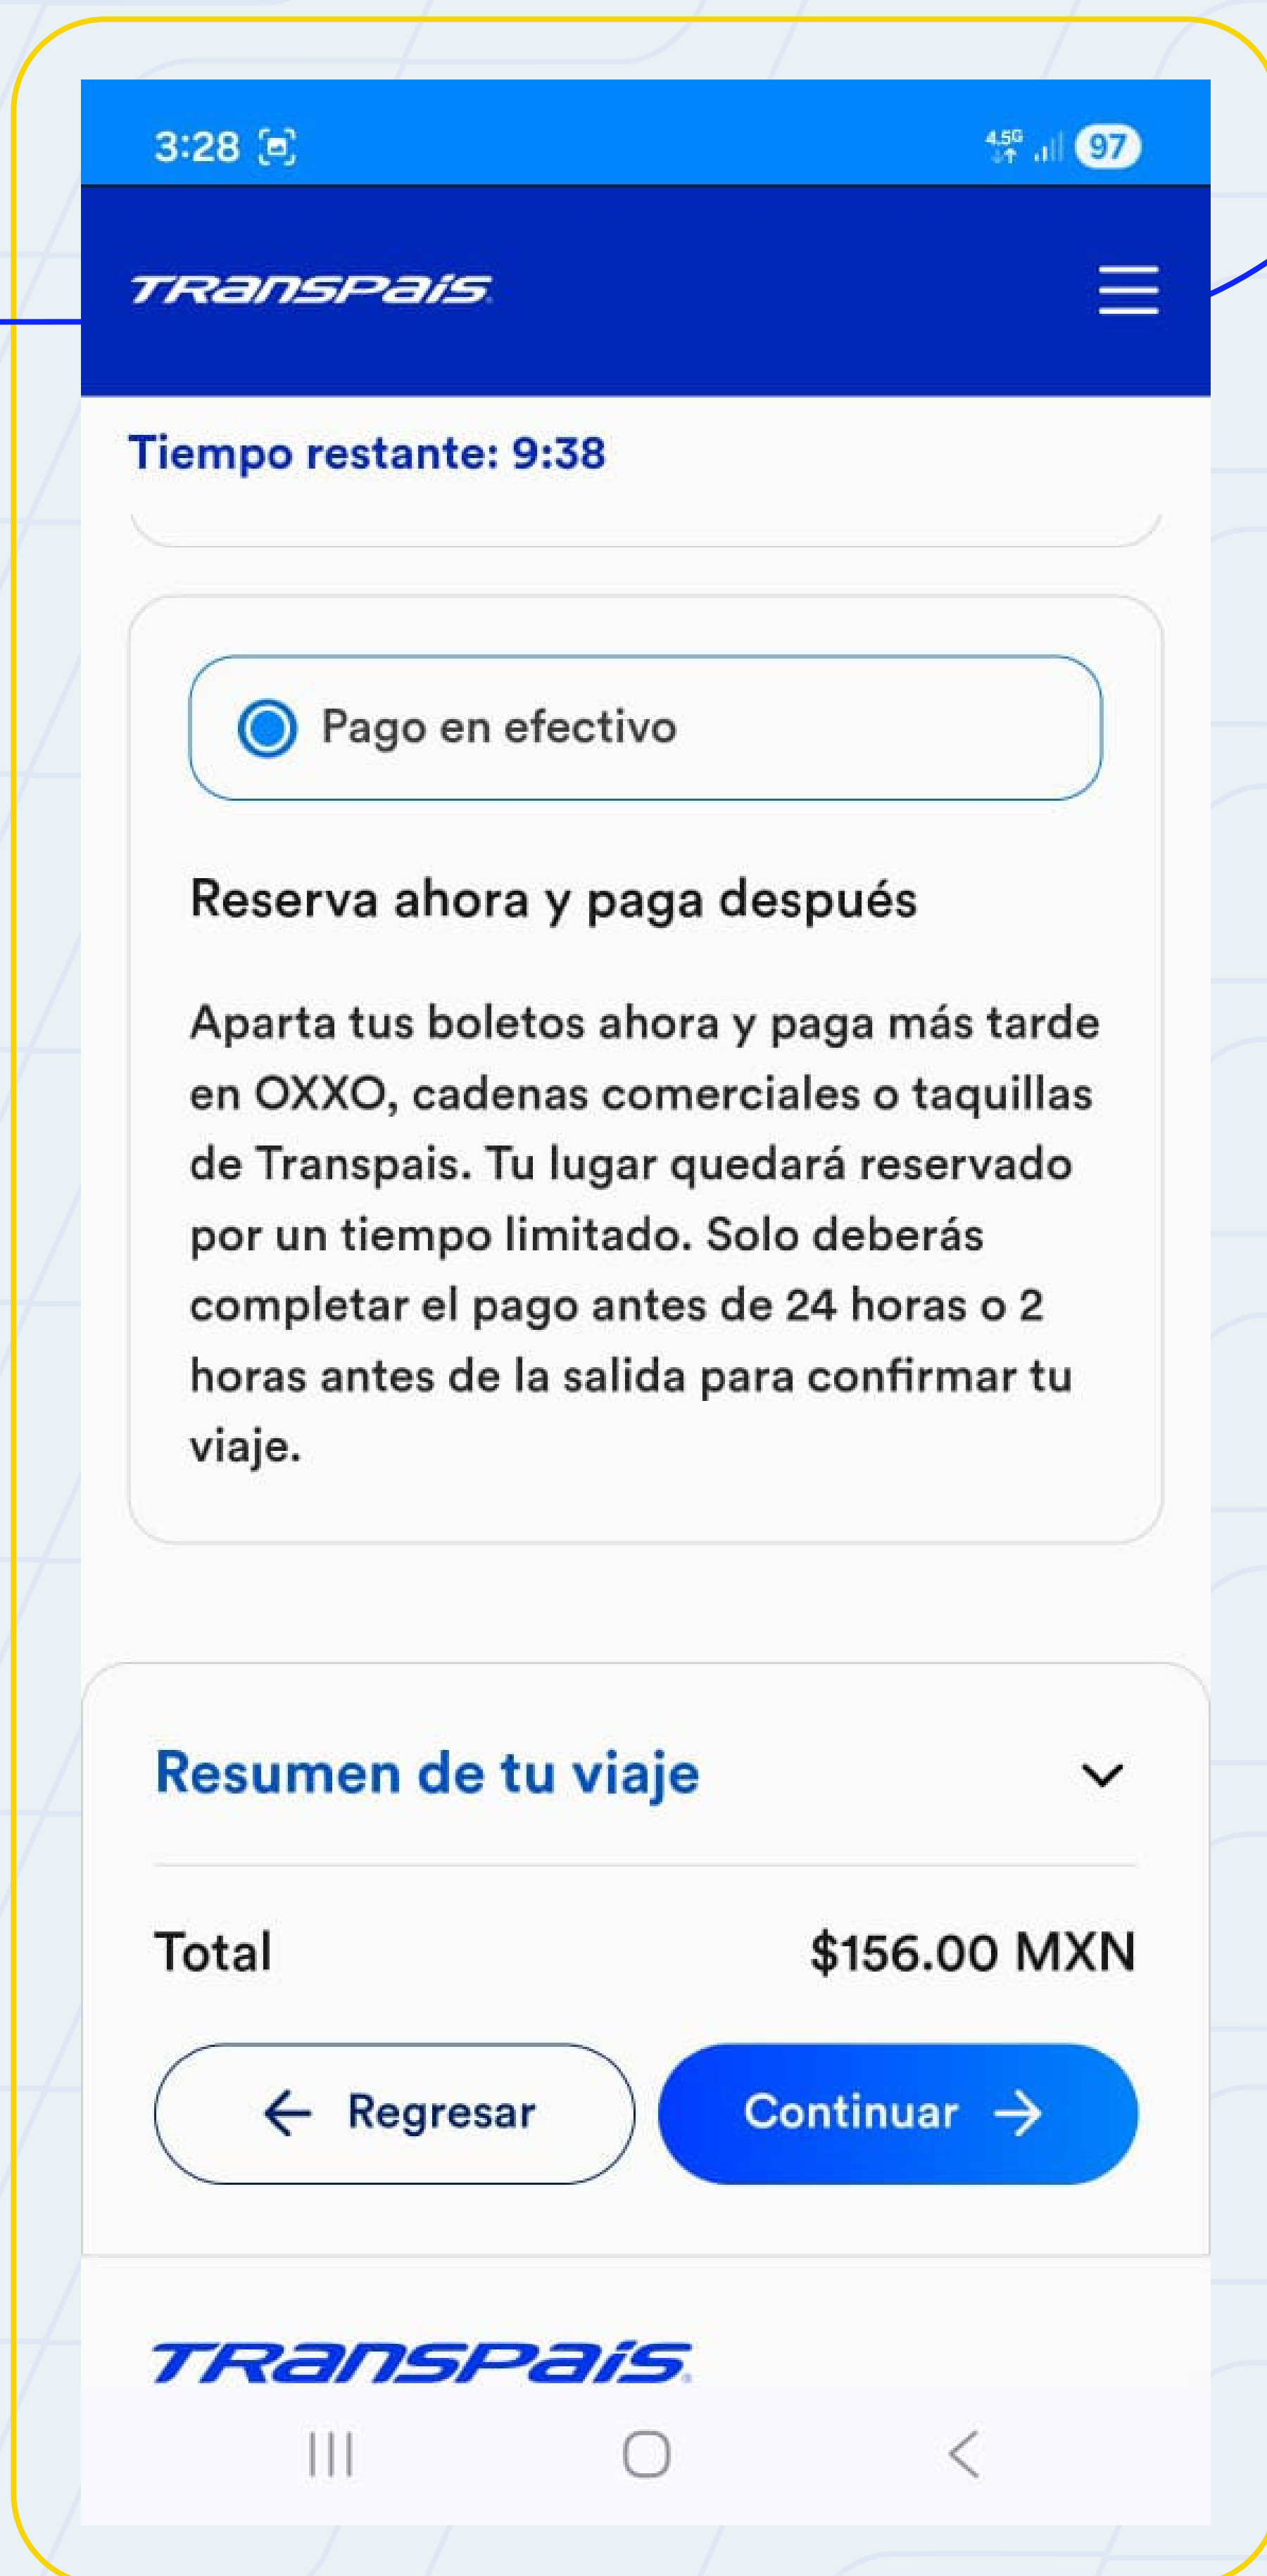 3:28
4.5G
97
TRANSPAÍS
Tiempo restante: 9:38
Pago en efectivo
Reserva ahora y paga después
Aparta tus boletos ahora y paga más tarde
en OXXO, cadenas comerciales o taquillas
de Transpais. Tu lugar quedará reservado
por un tiempo limitado. Solo deberás
completar el pago antes de 24 horas o 2
horas antes de la salida para confirmar tu
viaje.
Resumen de tu viaje
Total $156.00 MXN
← Regresar Continuar →
TRANSPAÍS